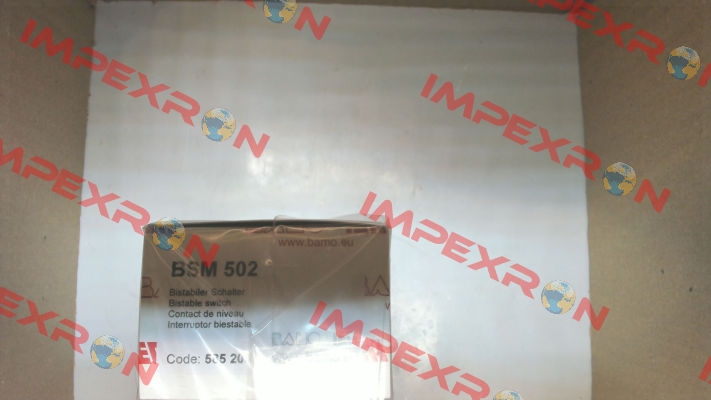 IMPEXRON
IMPEXRON
IMPEXRON
IMPEXRON
IMPEXRON
IMPEXRON
www.bamo.eu
BSM 502
Bistabiler Schalter
Bistable switch
Contact de niveau
Interruptor biestable
Code: 585 20